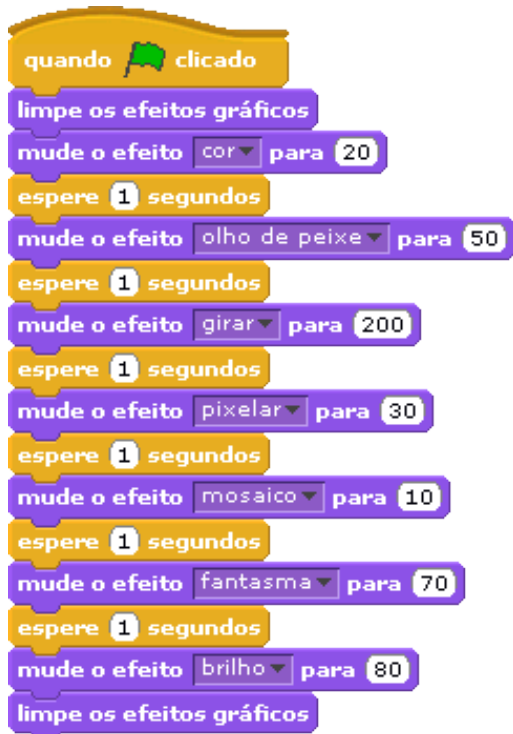 quando clicado
limpe os efeitos gráficos
mude o efeito cor para 20
espere 1 segundos
mude o efeito olho de peixe para 50
espere 1 segundos
mude o efeito girar para 200
espere 1 segundos
mude o efeito pixelar para 30
espere 1 segundos
mude o efeito mosaico para 10
espere 1 segundos
mude o efeito fantasma para 70
espere 1 segundos
mude o efeito brilho para 80
limpe os efeitos gráficos